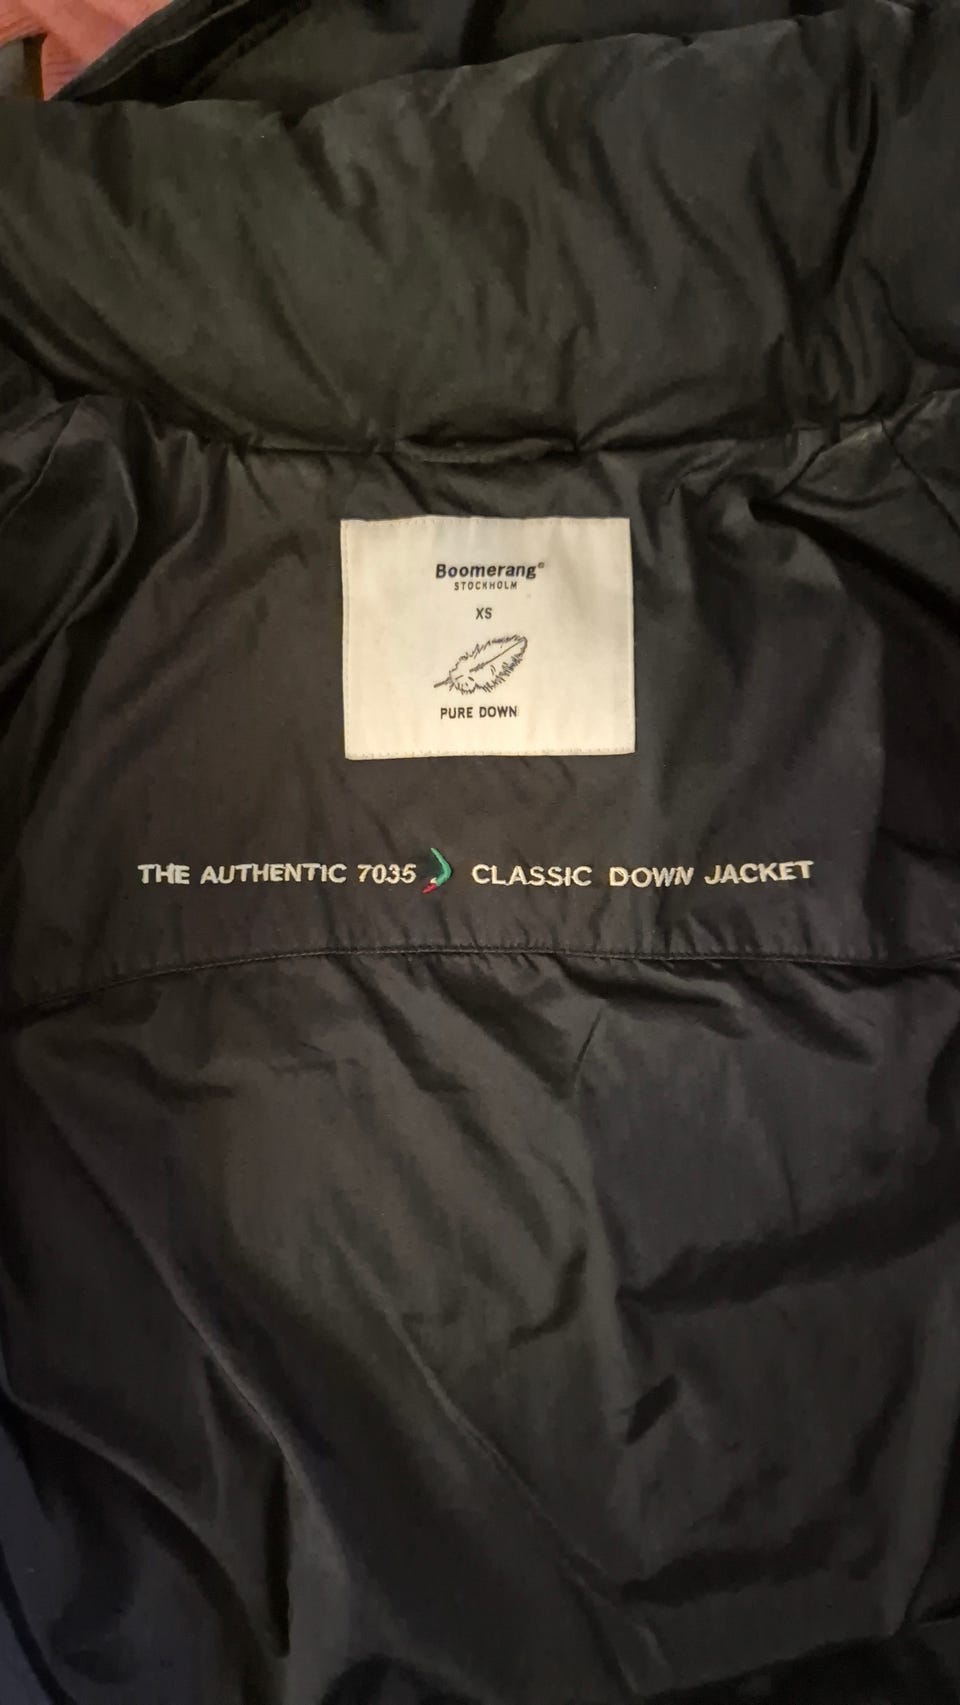 Boomerang®
STOCKHOLM
XS
PURE DOWN
THE AUTHENTIC 7035 CLASSIC DOWN JACKET